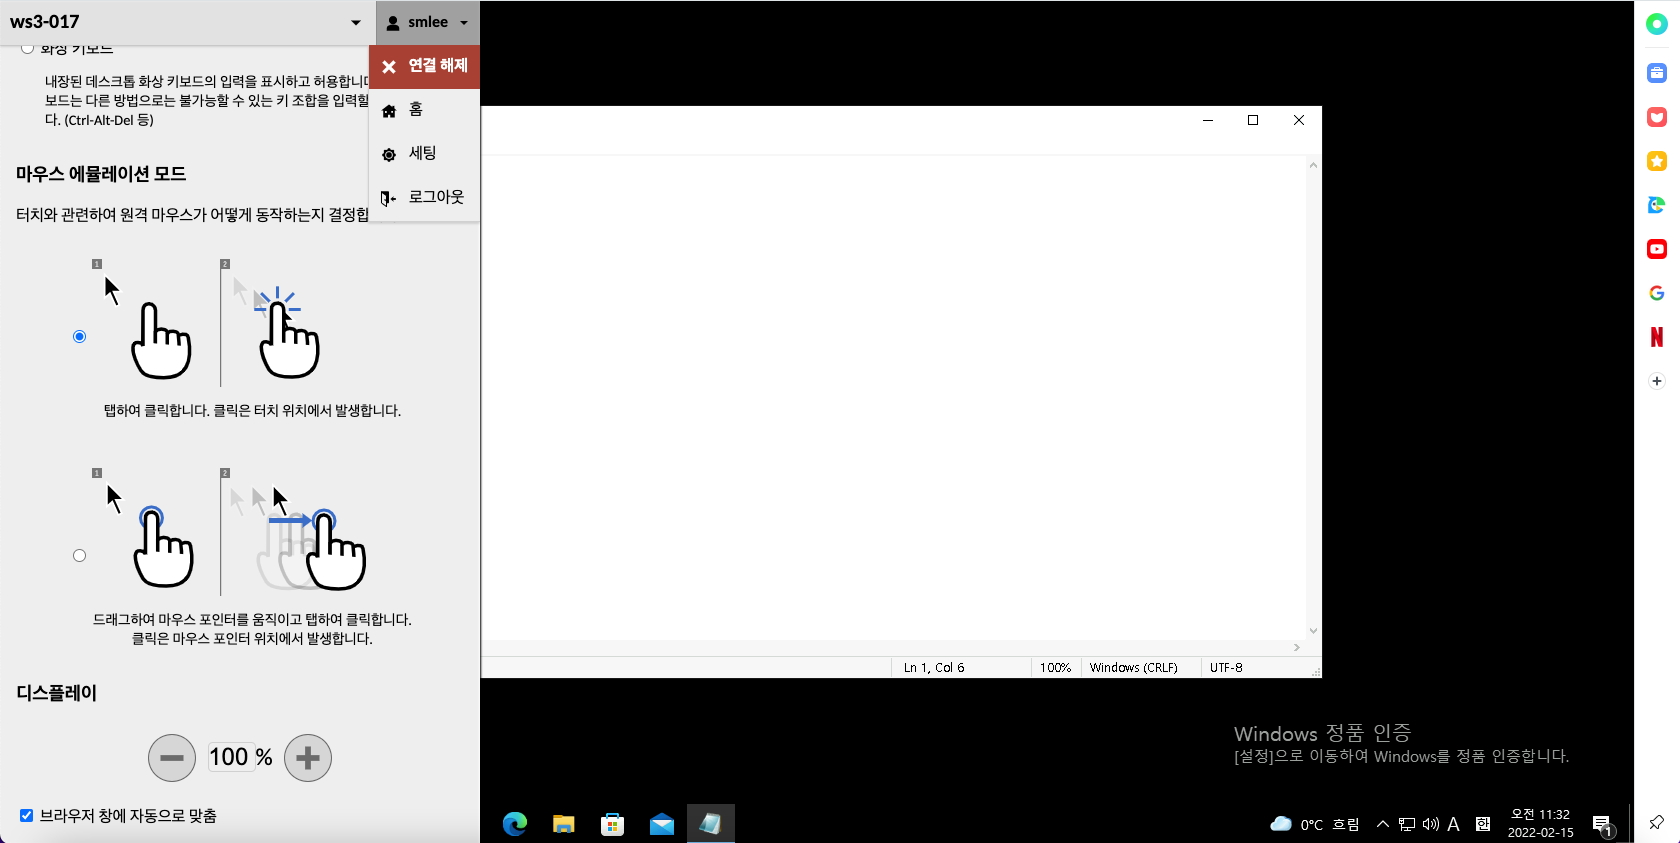 ws3-017
smlee
화상 키보드
연결 해제
홈
세팅
로그아웃
내장된 데스크톱 화상 키보드의 입력을 표시하고 허용합니다
보드는 다른 방법으로는 불가능할 수 있는 키 조합을 입력할
다. (Ctrl-Alt-Del 등)
마우스 에뮬레이션 모드
터치와 관련하여 원격 마우스가 어떻게 동작하는지 결정합
1
2
탭하여 클릭합니다. 클릭은 터치 위치에서 발생합니다.
1
2
드래그하여 마우스 포인터를 움직이고 탭하여 클릭합니다.
클릭은 마우스 포인터 위치에서 발생합니다.
디스플레이
100 %
브라우저 창에 자동으로 맞춤
Ln 1, Col 6
100%
Windows (CRLF)
UTF-8
Windows 정품 인증
[설정]으로 이동하여 Windows를 정품 인증합니다.
0°C 흐림
A
한
오전 11:32
2022-02-15
1